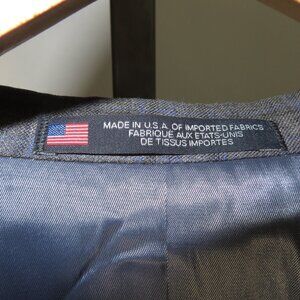 MADE IN U.S.A. OF IMPORTED FABRICS
FABRIQUE AUX ETATS-UNIS
DE TISSUS IMPORTES